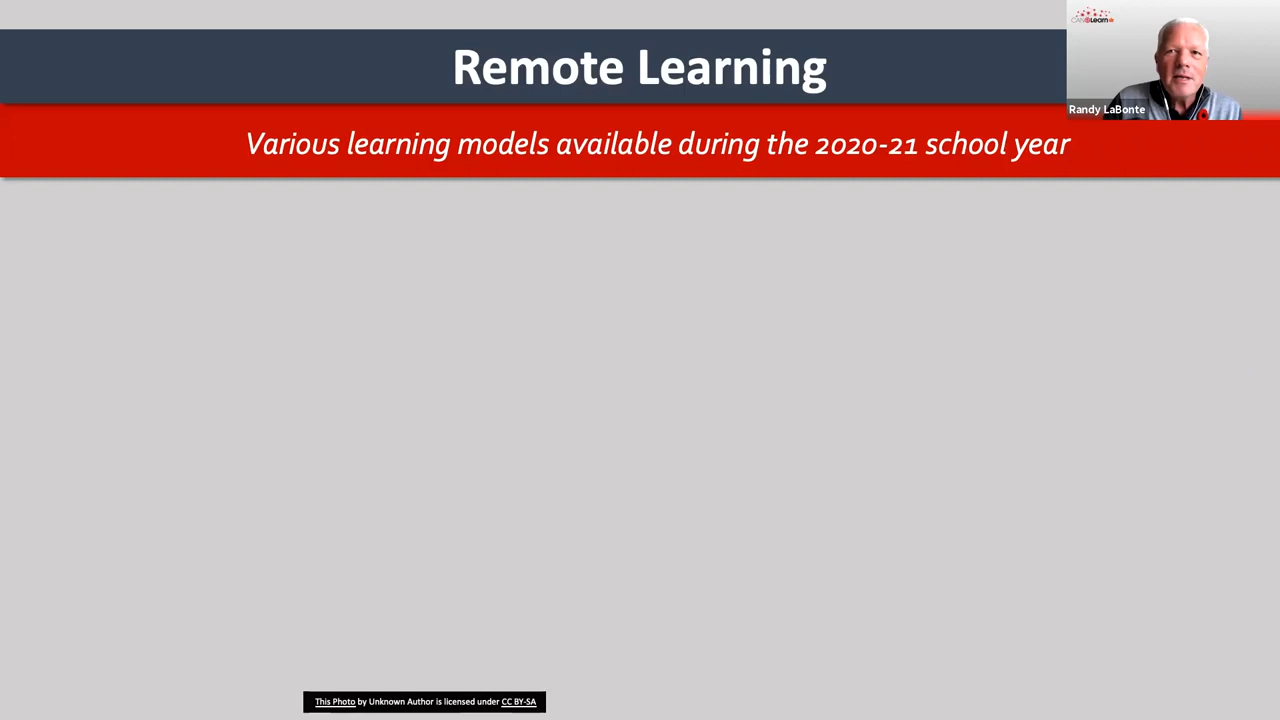 Remote Learning
Various learning models available during the 2020-21 school year
CANeLearn
Randy LaBonte
This Photo by Unknown Author is licensed under CC BY-SA